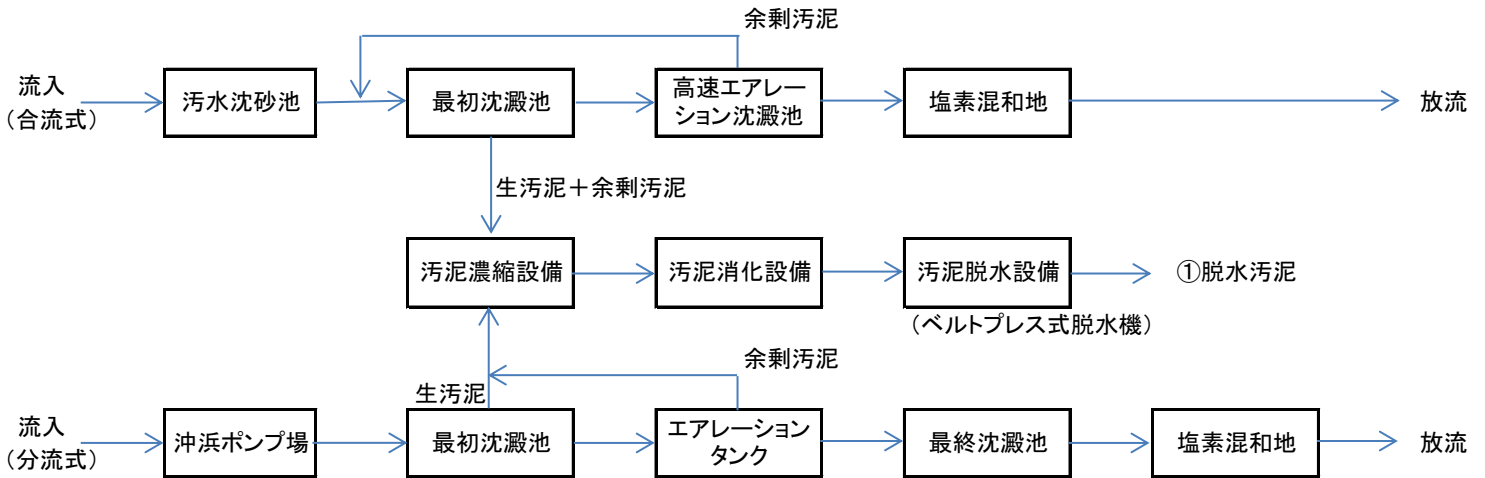 余剰汚泥
流入
（合流式）
汚水沈砂池
最初沈澱池
高速エアレー
ション沈澱池
塩素混和地
放流
生汚泥＋余剰汚泥
汚泥濃縮設備
汚泥消化設備
汚泥脱水設備
①脱水汚泥
（ベルトプレス式脱水機）
余剰汚泥
生汚泥
流入
（分流式）
沖浜ポンプ場
最初沈澱池
エアレーション
タンク
最終沈澱池
塩素混和地
放流